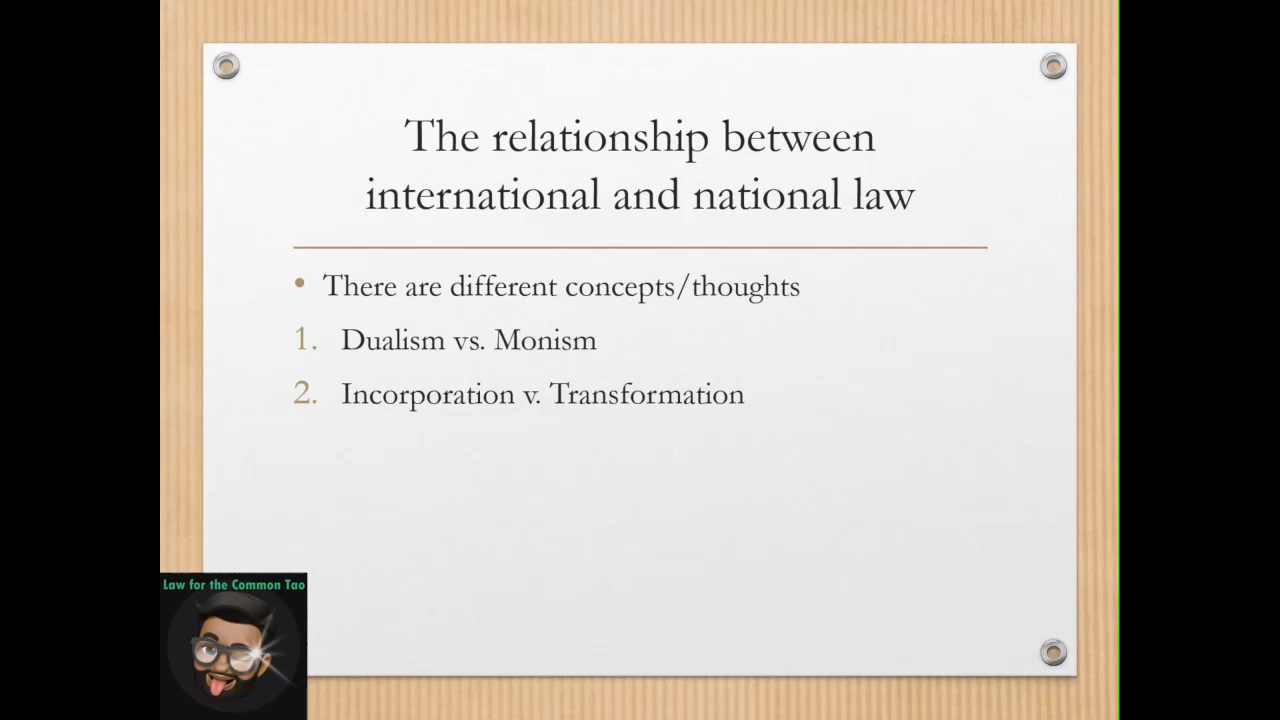 The relationship between
international and national law
• There are different concepts/thoughts
1. Dualism vs. Monism
2. Incorporation v. Transformation
Law for the Common Tao